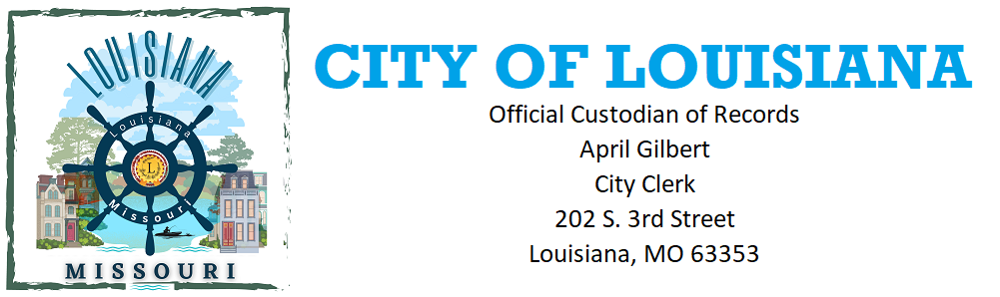 LOUISIANA
Louisiana
L
Missouri
MISSOURI
CITY OF LOUISIANA
Official Custodian of Records
April Gilbert
City Clerk
202 S. 3rd Street
Louisiana, MO 63353